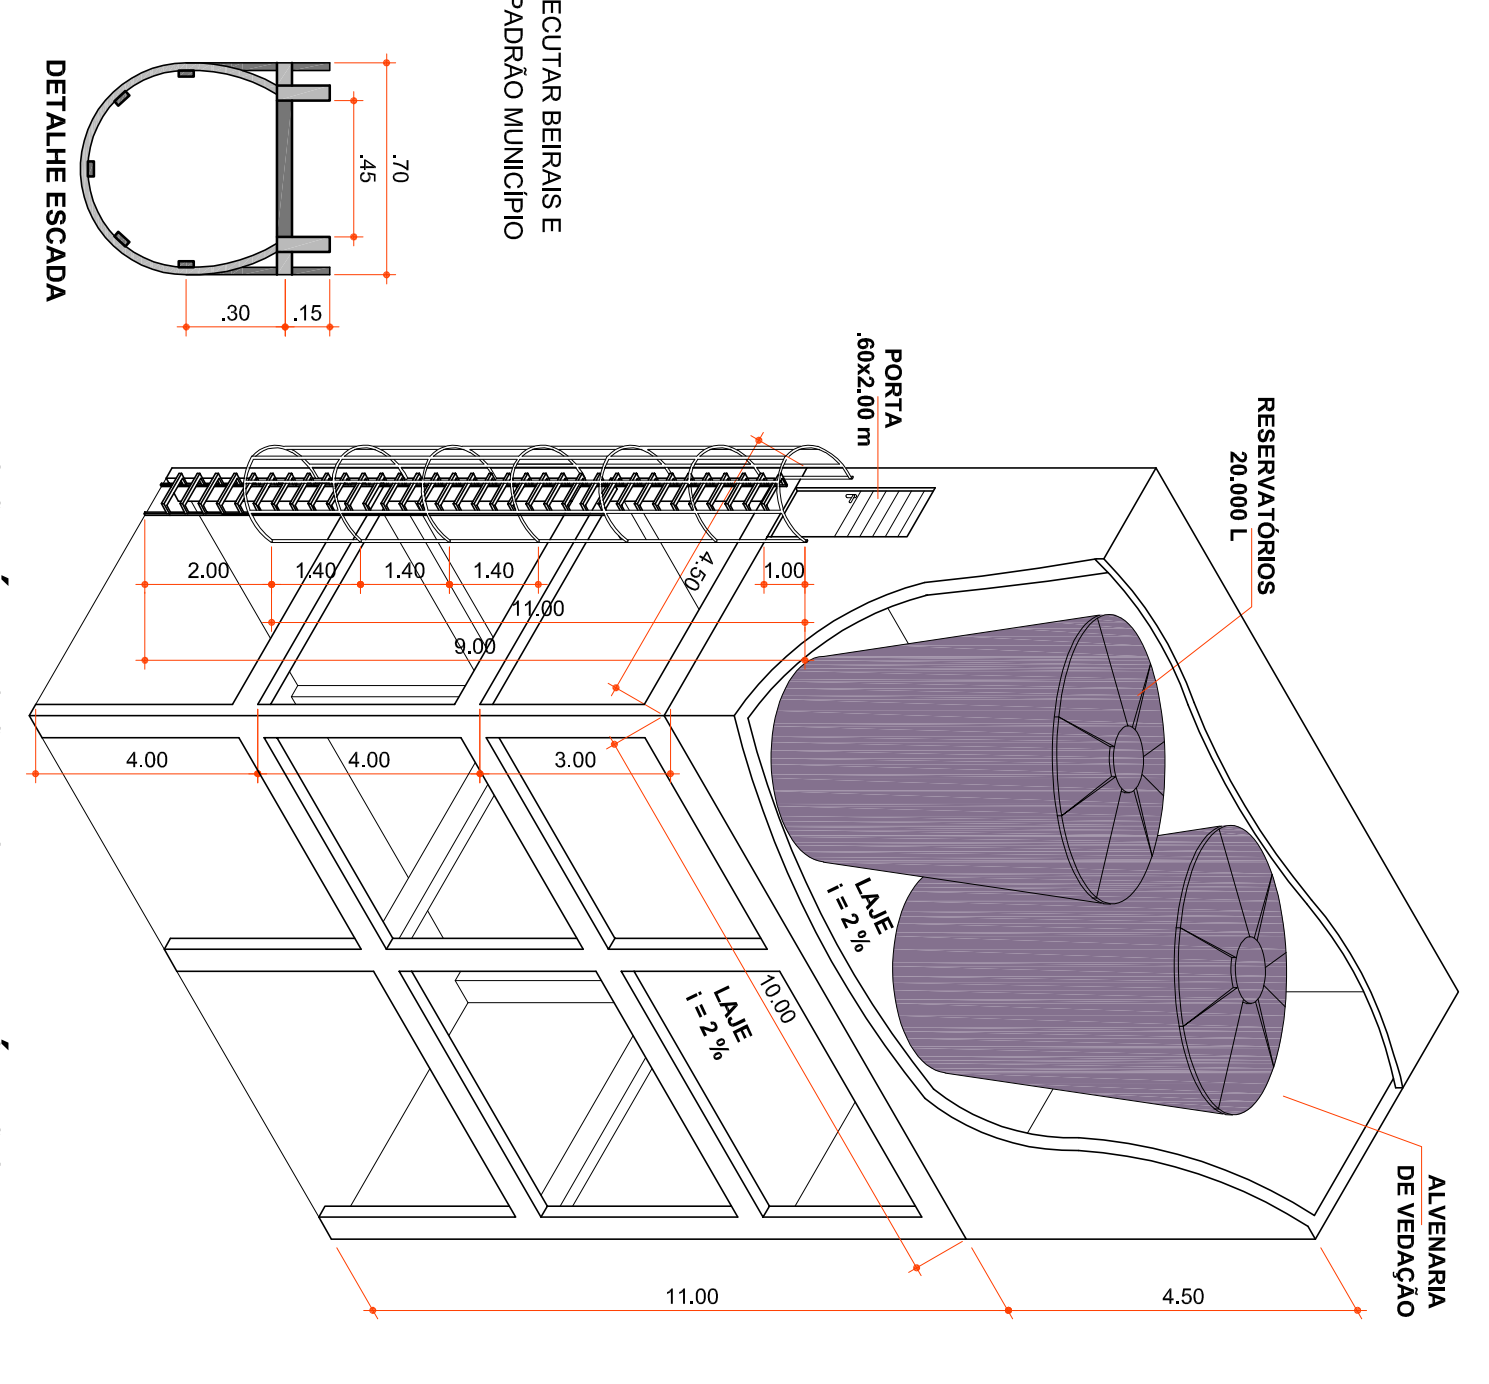 ECUTAR BEIRAIS E
PADRÃO MUNICÍPIO
.70
.45
.30
.15
DETALHE ESCADA
PORTA
.60x2.00 m
RESERVATÓRIOS
20.000 L
4.50
1.00
2.00
1.40
1.40
1.40
11.00
9.00
4.00
4.00
3.00
LAJE
i = 2 %
LAJE
i = 2 %
10.00
ALVENARIA
DE VEDAÇÃO
11.00
4.50